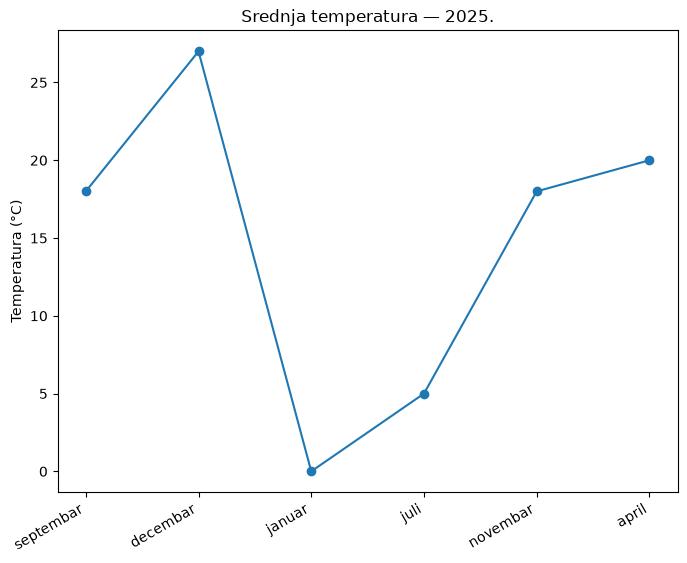 Srednja temperatura — 2025.
Temperatura (°C)
25
20
15
10
5
0
septembar
decembar
januar
juli
novembar
april